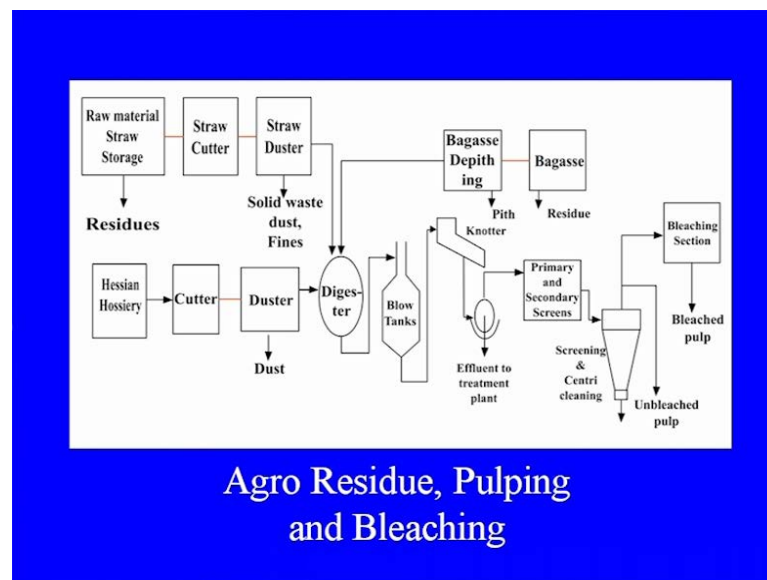 Raw material
Straw
Storage
Straw
Cutter
Straw
Duster
Bagasse
Depith
ing
Bagasse
Residues
Solid waste
dust,
Fines
Pith
Residue
Knotter
Bleaching
Section
Hessian
Hossiery
Cutter
Duster
Diges-
ter
Blow
Tanks
Primary
and
Secondary
Screens
Dust
Effluent to
treatment
plant
Screening
&
Centri
cleaning
Bleached
pulp
Unbleached
pulp
Agro Residue, Pulping
and Bleaching